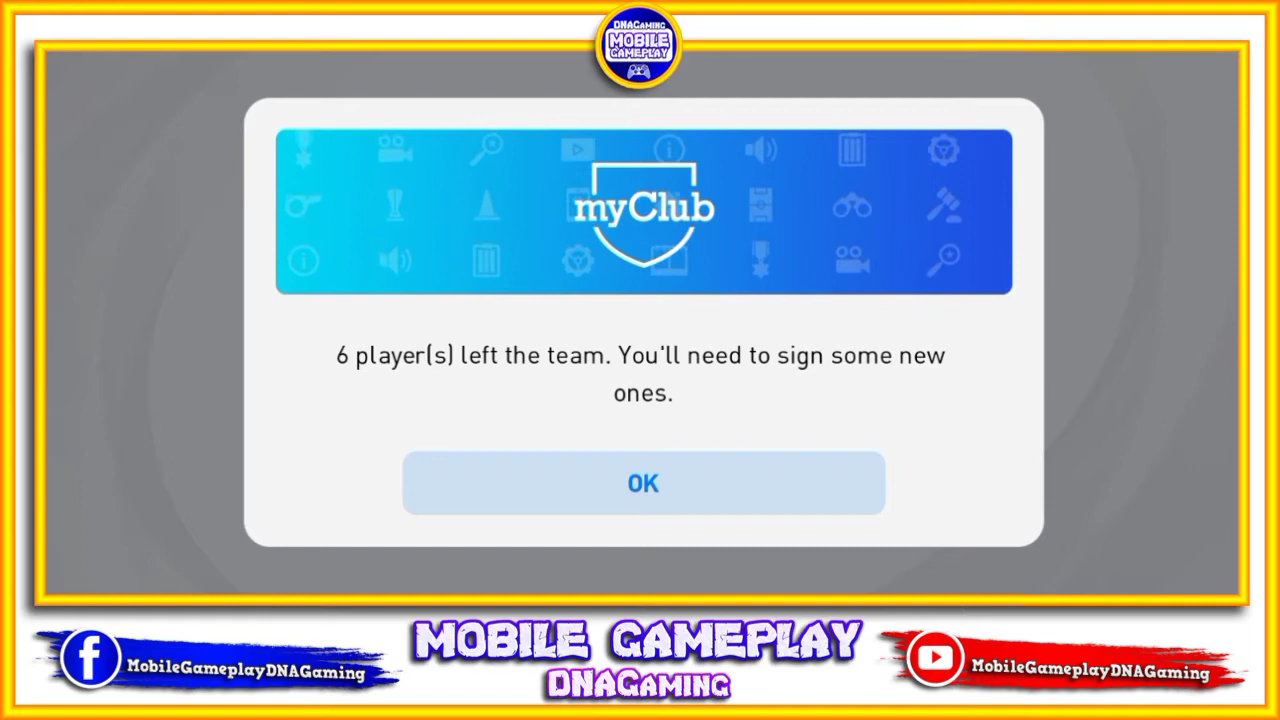 DNAGaming
MOBILE
GAMEPLAY
myClub
6 player(s) left the team. You'll need to sign some new
ones.
OK
MobileGameplayDNAGaming
MOBILE GAMEPLAY
DNAGaming
MobileGameplayDNAGaming